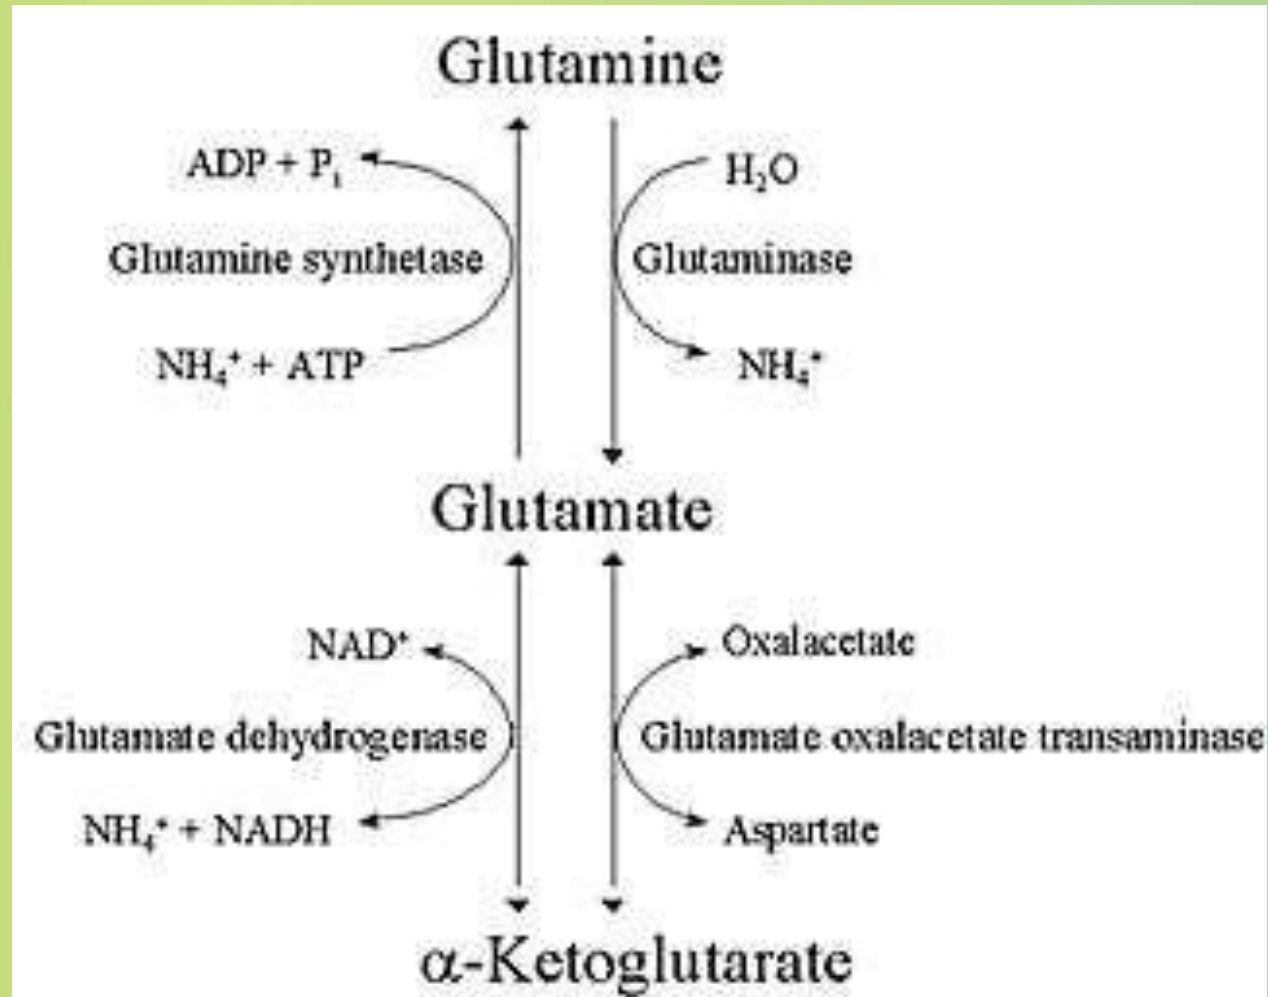 Glutamine
ADP + Pᵢ
H₂O
Glutamine synthetase
Glutaminase
NH₄⁺ + ATP
NH₄⁺
Glutamate
NAD⁺
Oxalacetate
Glutamate dehydrogenase
Glutamate oxalacetate transaminase
NH₄⁺ + NADH
Aspartate
α-Ketoglutarate